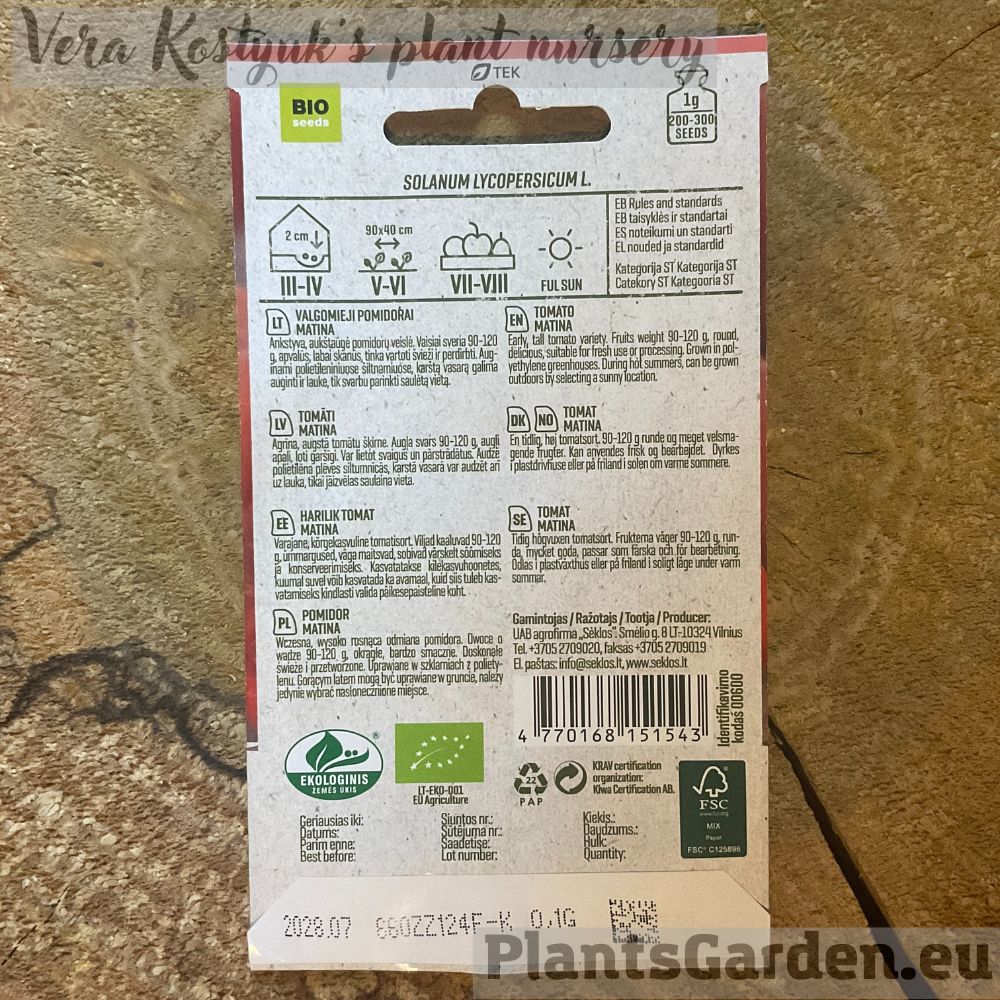 Vera Kostyuk's plant nursery
TEK
BIO
seeds
1g
200-300
SEEDS
SOLANUM LYCOPERSICUM L.
2 cm
III-IV
90x40 cm
V-VI
VII-VIII
FUL SUN
EB Rules and standards
EB taisyklės ir standartai
ES noteikumi un standarti
EL nõuded ja standardid
Kategorija ST Kategorija ST
Catekory ST Kategooria ST
LT VALGOMIEJI POMIDORAI
MATINA
Ankstyva, aukštaūgė pomidorų veislė. Vaisiai sveria 90-120
g, apvalūs, labai skanūs, tinka vartoti švieži ir perdirbti. Aug-
inami polietileniniuose šiltnamiuose, karštą vasarą galima
auginti ir lauke, tik svarbu parinkti saulėtą vietą.
EN TOMATO
MATINA
Early, tall tomato variety. Fruits weight 90-120 g, round,
delicious, suitable for fresh use or processing. Grown in pol-
yethylene greenhouses. During hot summers, can be grown
outdoors by selecting a sunny location.
LV TOMĀTI
MATINA
Agrīna, augstā tomātu šķirne. Augļa svars 90-120 g, augļi
apaļi, ļoti garšīgi. Var lietot svaigus un pārstrādātus. Audzē
polietilēna plēves siltumnīcās, karstā vasarā var audzēt arī
uz lauka, tikai jāizvēlas saulaina vieta.
DK NO TOMAT
MATINA
En tidlig, høj tomatsort. 90-120 g runde og meget velsma-
gende frugter. Kan anvendes frisk og bearbejdet. Dyrkes
i plastdrivhuse eller på friland i solen om varme sommere.
EE HARILIK TOMAT
MATINA
Varajane, kõrgekasvuline tomatisort. Viljad kaaluvad 90-120
g, ümmargused, väga maitsvad, sobivad värskelt söömiseks
ja konserveerimiseks. Kasvatatakse kilekasvuhoonetes,
kuumal suvel võib kasvatada ka avamaal, kuid siis tuleb kas-
vatamiseks kindlasti valida päikesepaisteline koht.
SE TOMAT
MATINA
Tidig högvuxen tomatsort. Frukterna väger 90-120 g, run-
da, mycket goda, passar som färska och för bearbetning.
Odlas i plastväxthus eller på friland i soligt läge under varm
sommar.
PL POMIDOR
MATINA
Wczesna, wysoko rosnąca odmiana pomidora. Owoce o
wadze 90-120 g, okrągłe, bardzo smaczne. Doskonałe
świeże i przetworzone. Uprawiane w szklarniach z poliety-
lenu. Gorącym latem mogą być uprawiane w gruncie, należy
jedynie wybrać nasłonecznione miejsce.
Gamintojas / Ražotajs / Tootja / Producer:
UAB agrofirma „Sėklos". Smėlio g. 8 LT-10324 Vilnius
Tel. +3705 2709020, faksas +3705 2709019
El. paštas: info@seklos.lt, www.seklos.lt
4 770168 151543
Identifikavimo
kodas 00600
EKOLOGINIS
ŽEMĖS ŪKIS
®
LT-EKO-001
EU Agriculture
22
PAP
KRAV certification
organization:
Kiwa Certification AB.
FSC
www.fsc.org
MIX
Paper
FSC® C125896
Geriausias iki:
Datums:
Parim enne:
Best before:
Siuntos nr.:
Sūtējuma nr.:
Saadetise:
Lot number:
Kiekis.:
Daudzums.:
Hulk:
Quantity:
2028.07 660ZZ124F-K 0,1G
PlantsGarden.eu